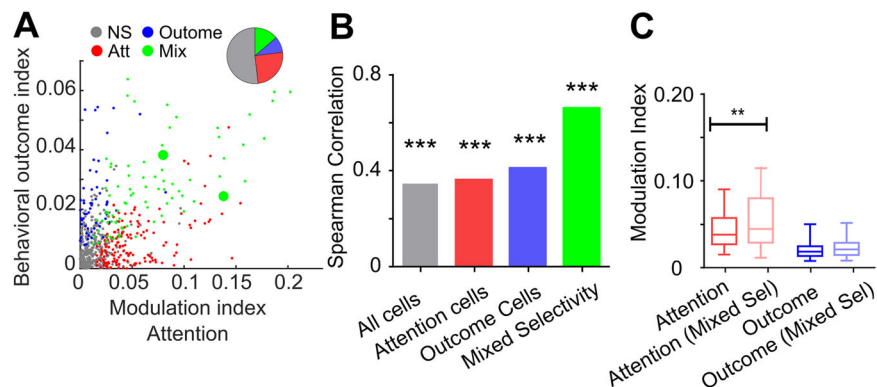 A
NS
Outome
Att
Mix
Behavioral outcome index
0.06
0.04
0.02
0
0
0.05
0.1
0.15
0.2
Modulation index
Attention
B
Spearman Correlation
0.8
0.4
0
***
***
***
***
All cells
Attention cells
Outcome Cells
Mixed Selectivity
C
Modulation Index
0.20
0.10
0
**
Attention
Attention (Mixed Sel)
Outcome
Outcome (Mixed Sel)